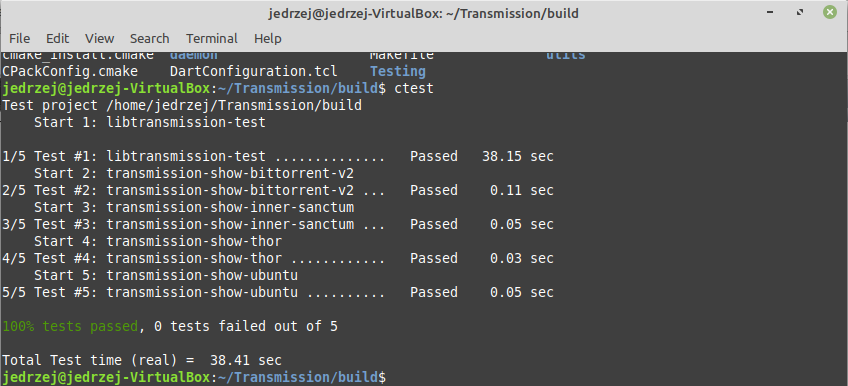 jedrzej@jedrzej-VirtualBox: ~/Transmission/build
File Edit View Search Terminal Help
cmake_install.cmake daemon Makefile utils
CPackConfig.cmake DartConfiguration.tcl Testing
jedrzej@jedrzej-VirtualBox:~/Transmission/build$ ctest
Test project /home/jedrzej/Transmission/build
    Start 1: libtransmission-test
1/5 Test #1: libtransmission-test ..............   Passed   38.15 sec
    Start 2: transmission-show-bittorrent-v2
2/5 Test #2: transmission-show-bittorrent-v2 ...   Passed    0.11 sec
    Start 3: transmission-show-inner-sanctum
3/5 Test #3: transmission-show-inner-sanctum ...   Passed    0.05 sec
    Start 4: transmission-show-thor
4/5 Test #4: transmission-show-thor ............   Passed    0.03 sec
    Start 5: transmission-show-ubuntu
5/5 Test #5: transmission-show-ubuntu ..........   Passed    0.05 sec
100% tests passed, 0 tests failed out of 5
Total Test time (real) =  38.41 sec
jedrzej@jedrzej-VirtualBox:~/Transmission/build$